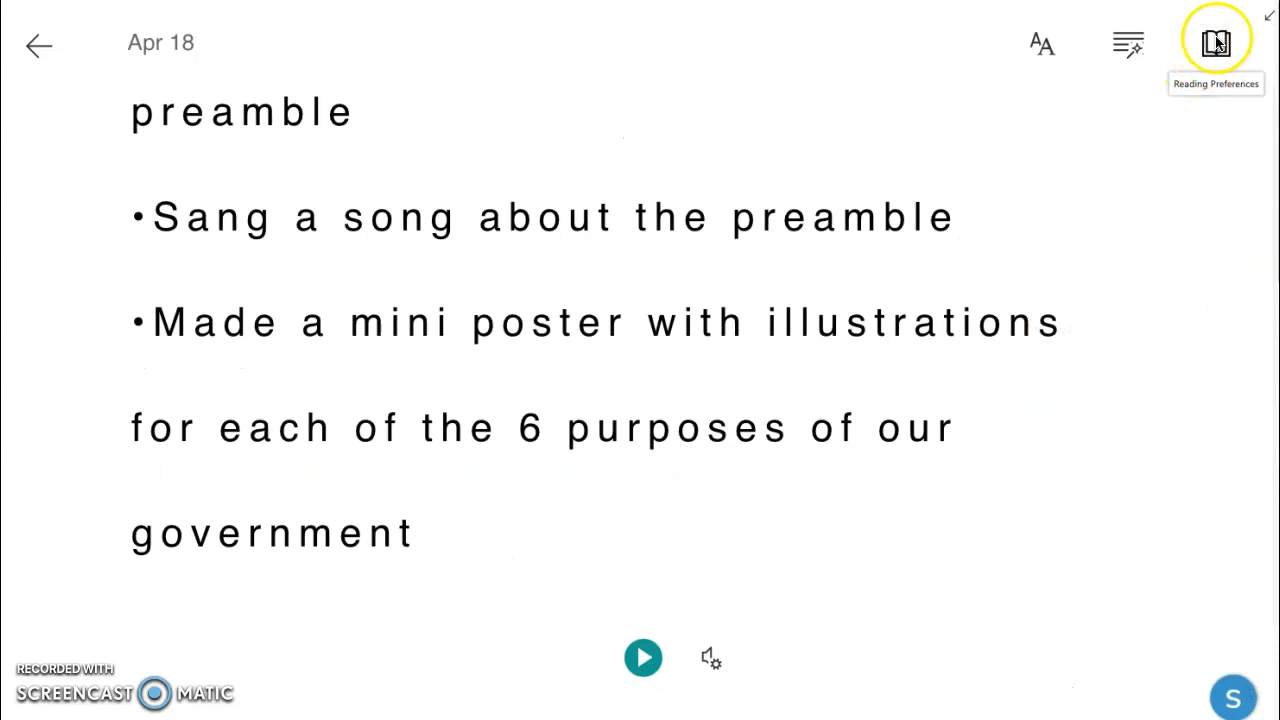 Apr 18
Reading Preferences
preamble
•Sang a song about the preamble
•Made a mini poster with illustrations
for each of the 6 purposes of our
government
RECORDED WITH
SCREENCAST MATIC
S